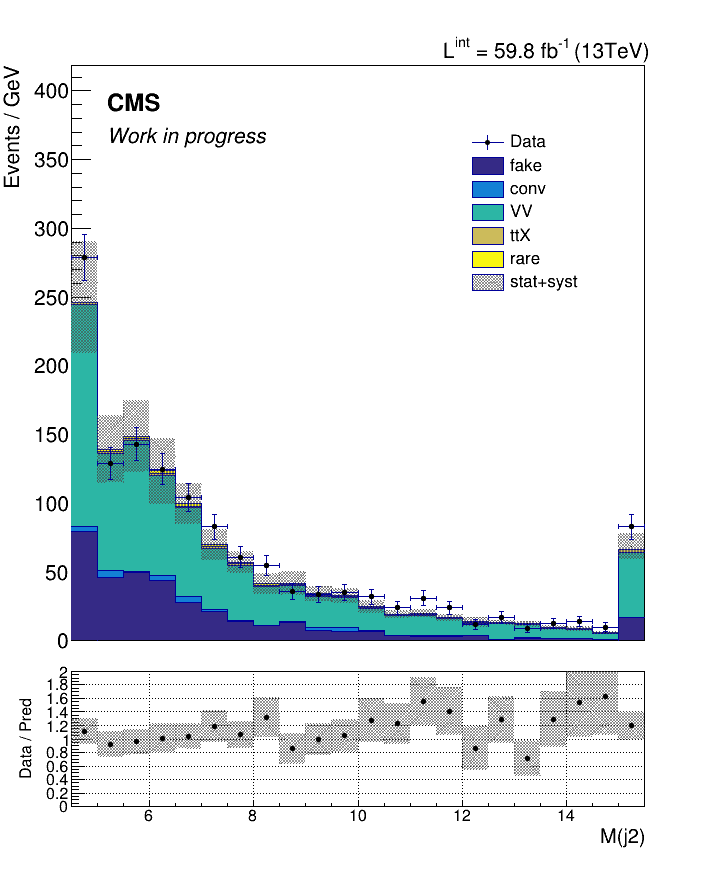 L^int = 59.8 fb^-1 (13TeV)
Events / GeV
400
350
300
250
200
150
100
50
0
CMS
Work in progress
Data
fake
conv
VV
ttX
rare
stat+syst
Data / Pred
2
1.8
1.6
1.4
1.2
1
0.8
0.6
0.4
0.2
0
6
8
10
12
14
M(j2)